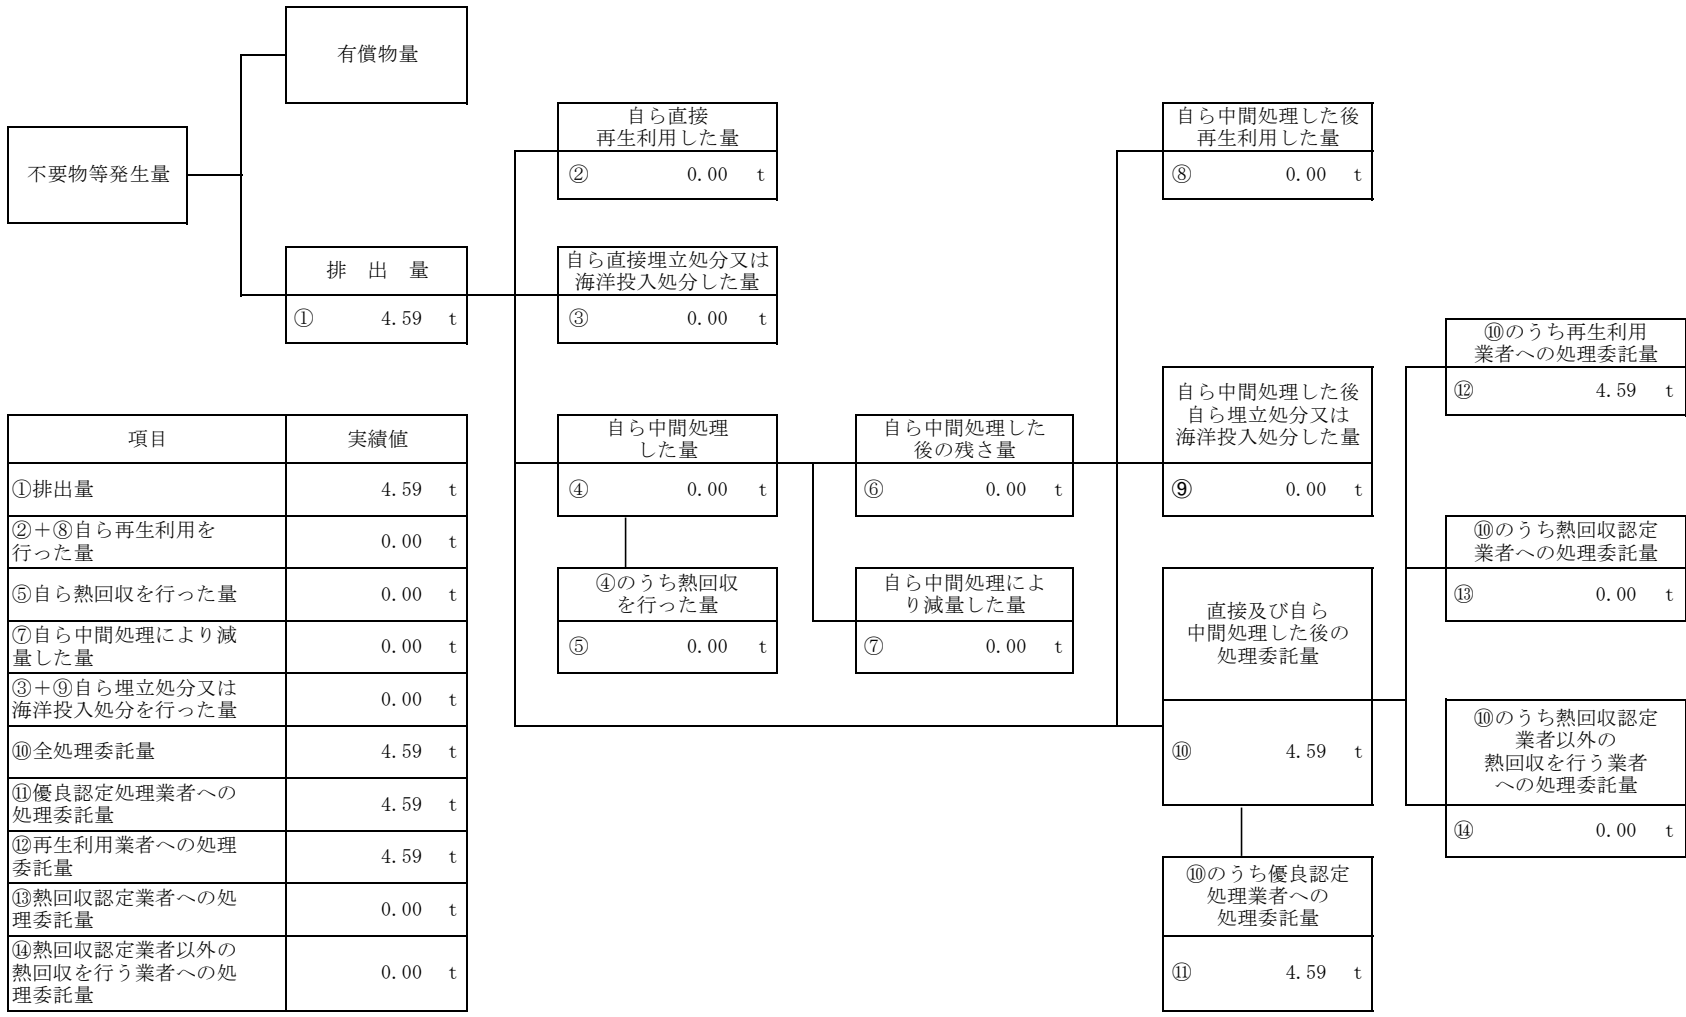 有償物量
不要物等発生量
排 出 量
① 4.59 t
自ら直接
再生利用した量
② 0.00 t
自ら直接埋立処分又は
海洋投入処分した量
③ 0.00 t
自ら中間処理
した量
④ 0.00 t
④のうち熱回収
を行った量
⑤ 0.00 t
自ら中間処理した
後の残さ量
⑥ 0.00 t
自ら中間処理によ
り減量した量
⑦ 0.00 t
自ら中間処理した後
再生利用した量
⑧ 0.00 t
自ら中間処理した後
自ら埋立処分又は
海洋投入処分した量
⑨ 0.00 t
直接及び自ら
中間処理した後の
処理委託量
⑩ 4.59 t
⑩のうち優良認定
処理業者への
処理委託量
⑪ 4.59 t
⑩のうち再生利用
業者への処理委託量
⑫ 4.59 t
⑩のうち熱回収認定
業者への処理委託量
⑬ 0.00 t
⑩のうち熱回収認定
業者以外の
熱回収を行う業者
への処理委託量
⑭ 0.00 t
項目 実績値
①排出量 4.59 t
②＋⑧自ら再生利用を
行った量 0.00 t
⑤自ら熱回収を行った量 0.00 t
⑦自ら中間処理により減
量した量 0.00 t
③＋⑨自ら埋立処分又は
海洋投入処分を行った量 0.00 t
⑩全処理委託量 4.59 t
⑪優良認定処理業者への
処理委託量 4.59 t
⑫再生利用業者への処理
委託量 4.59 t
⑬熱回収認定業者への処
理委託量 0.00 t
⑭熱回収認定業者以外の
熱回収を行う業者への処
理委託量 0.00 t